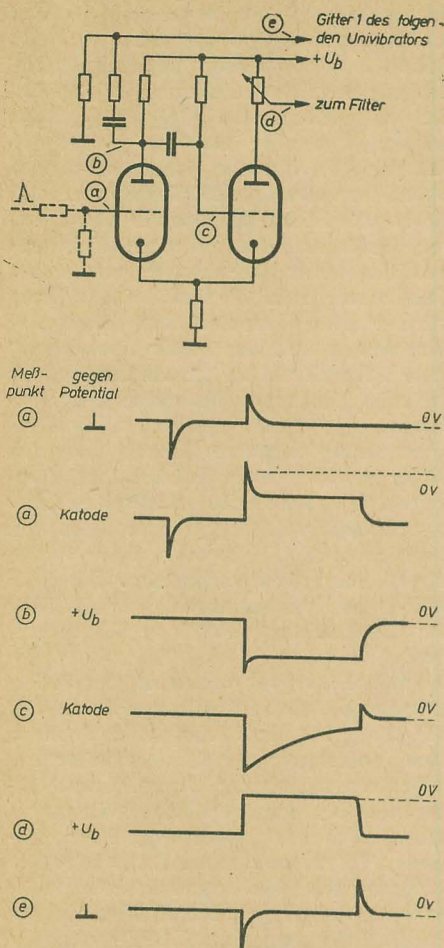 e
Gitter 1 des folgen-
den Univibrators
+ U_b
zum Filter
d
b
a
c
Meß-
punkt
gegen
Potential
a
⊥
0V
a
Katode
0V
b
+U_b
0V
c
Katode
0V
d
+U_b
0V
e
⊥
0V